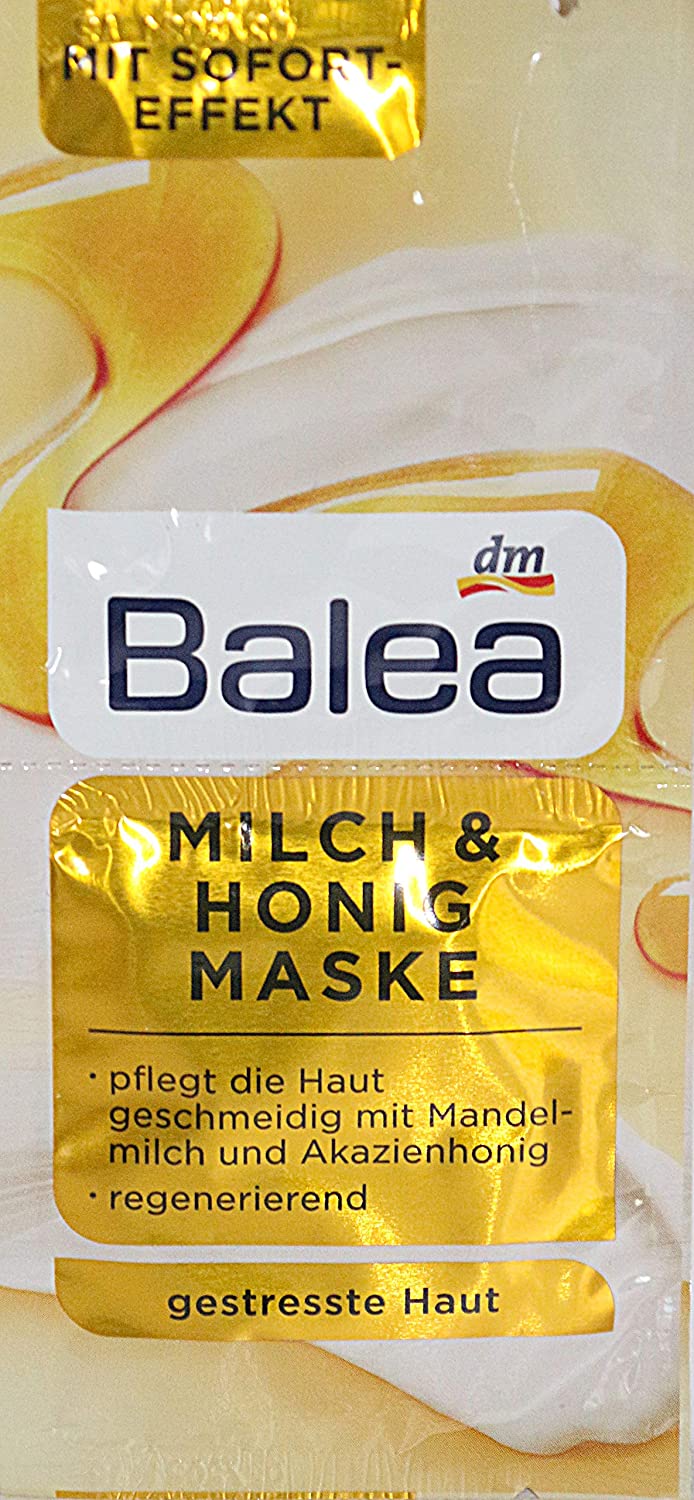 MIT SOFORT-
EFFEKT
dm
Balea
MILCH &
HONIG
MASKE
· pflegt die Haut
geschmeidig mit Mandel-
milch und Akazienhonig
· regenerierend
gestresste Haut